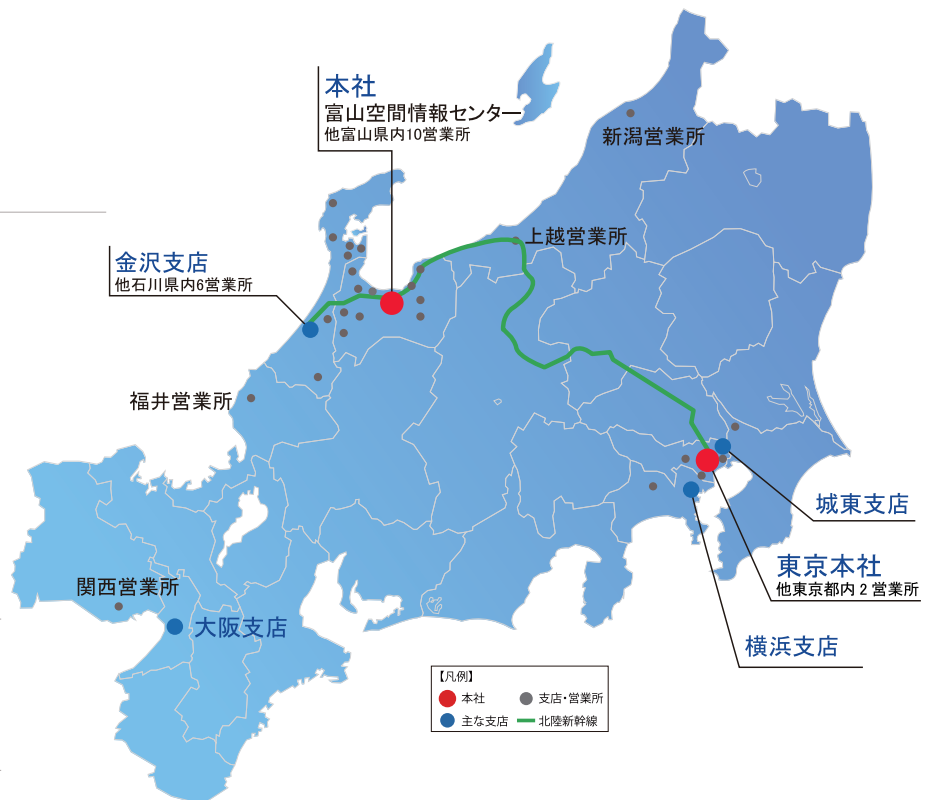 本社
富山空間情報センター
他富山県内10営業所
新潟営業所
上越営業所
金沢支店
他石川県内6営業所
福井営業所
城東支店
東京本社
他東京都内2営業所
関西営業所
大阪支店
横浜支店
【凡例】
本社
支店・営業所
主な支店
北陸新幹線